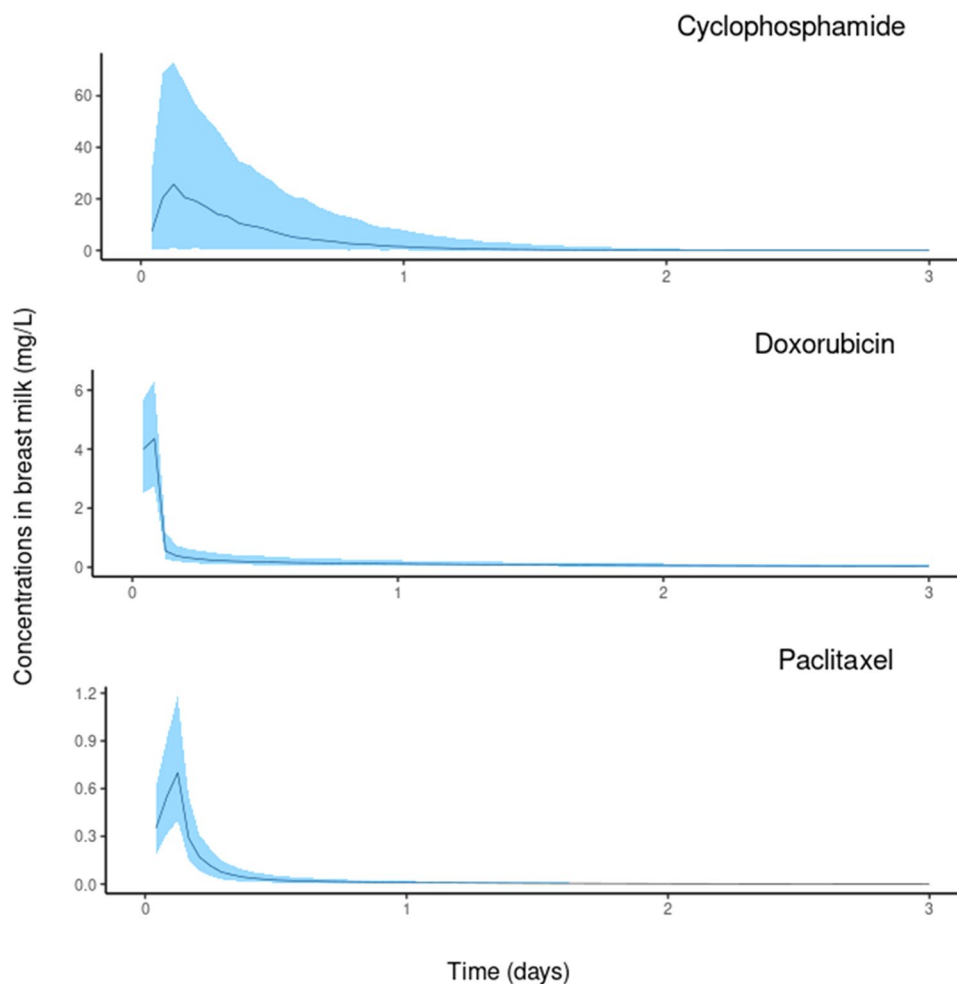 Cyclophosphamide
60
40
20
0
0 1 2 3
Doxorubicin
6
4
2
0
0 1 2 3
Concentrations in breast milk (mg/L)
Paclitaxel
1.2
0.9
0.6
0.3
0.0
0 1 2 3
Time (days)